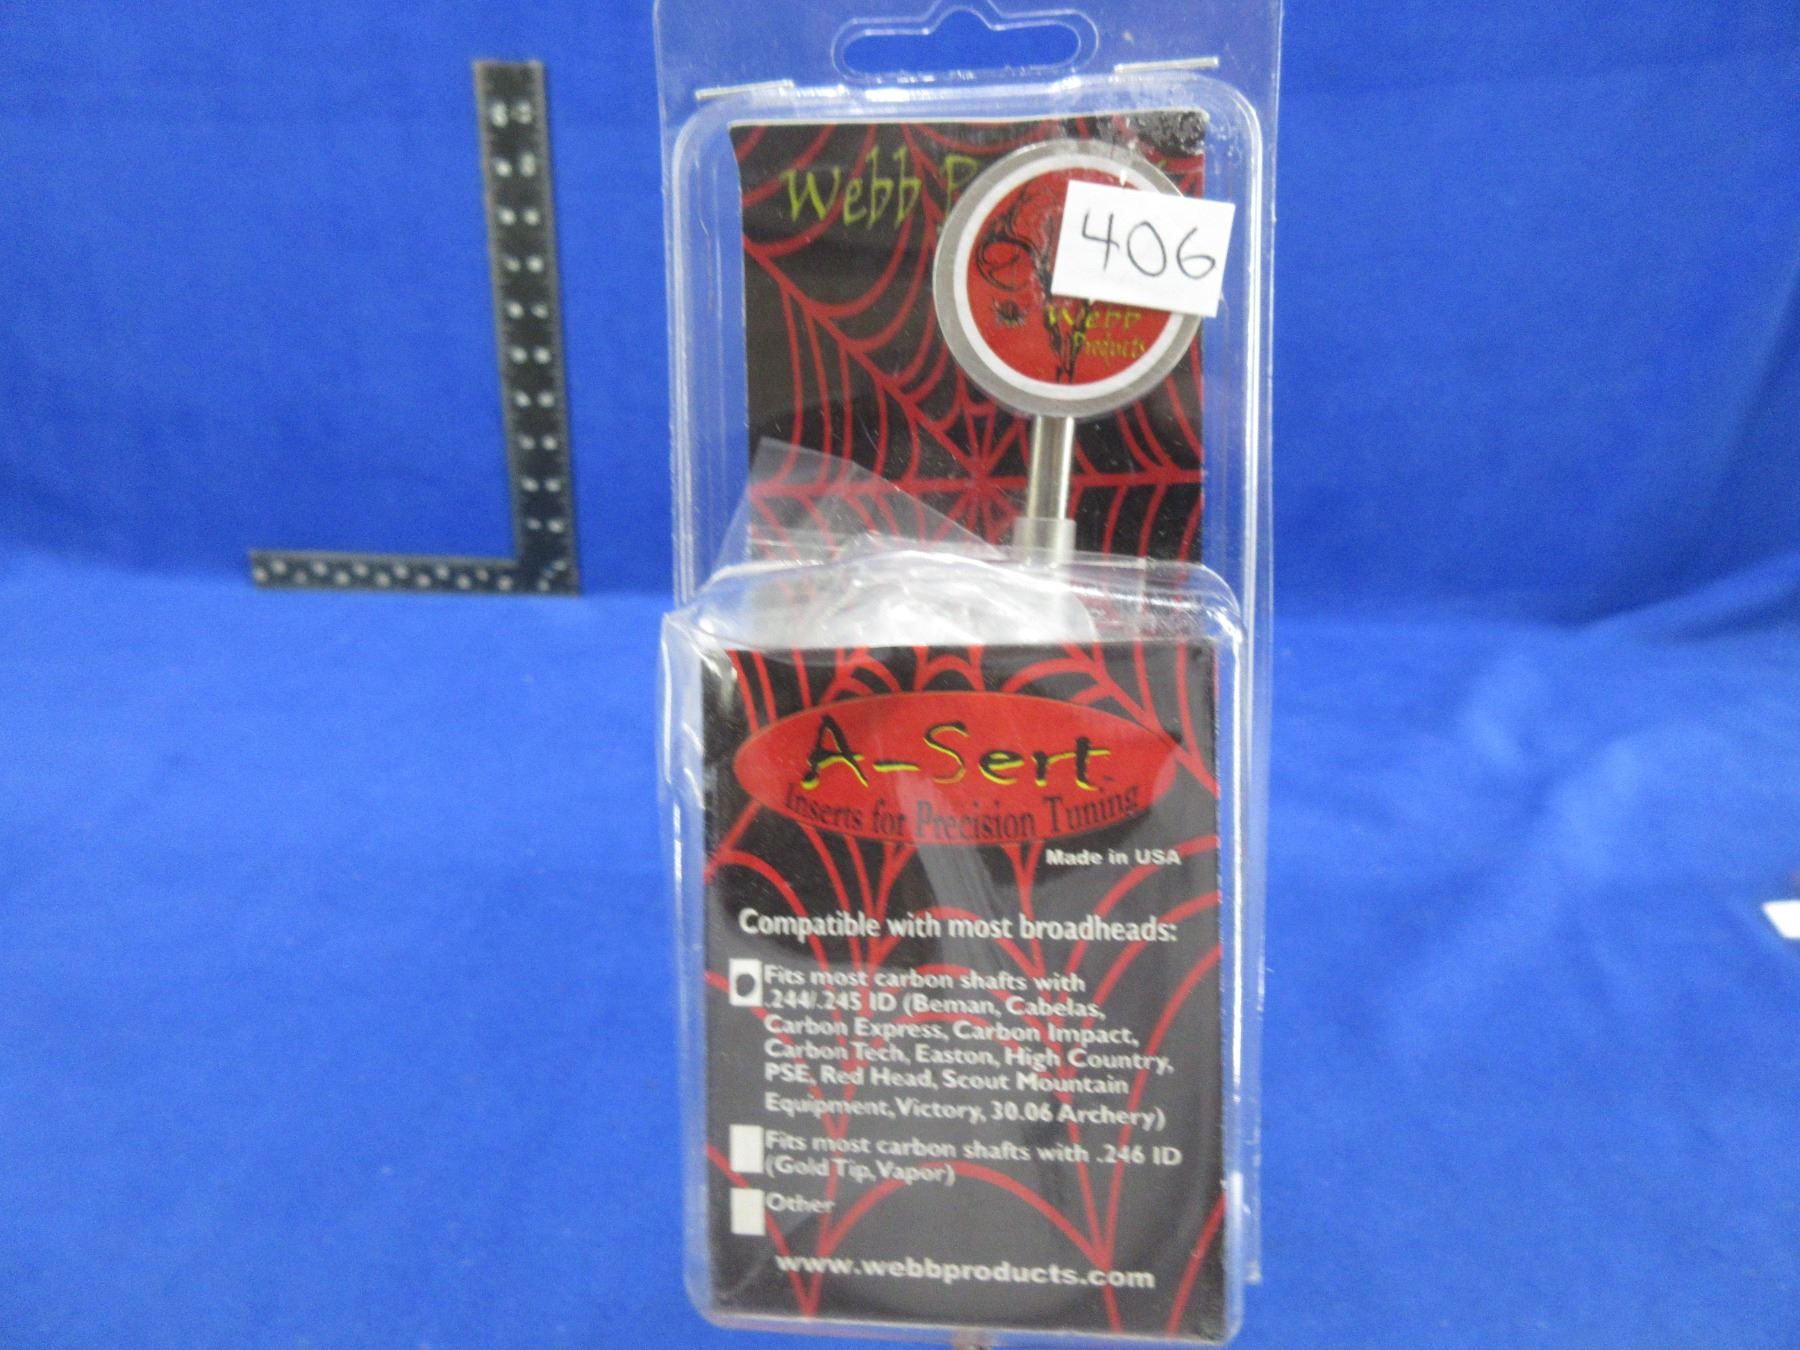 Webb
406
Webb
Products
A-Sert
Inserts for Precision Tuning
Made in USA
Compatible with most broadheads:
Fits most carbon shafts with
.244/.245 ID (Beman, Cabelas,
Carbon Express, Carbon Impact,
Carbon Tech, Easton, High Country,
PSE, Red Head, Scout Mountain
Equipment, Victory, 30.06 Archery)
Fits most carbon shafts with .246 ID
(Gold Tip, Vapor)
Other
www.webbproducts.com